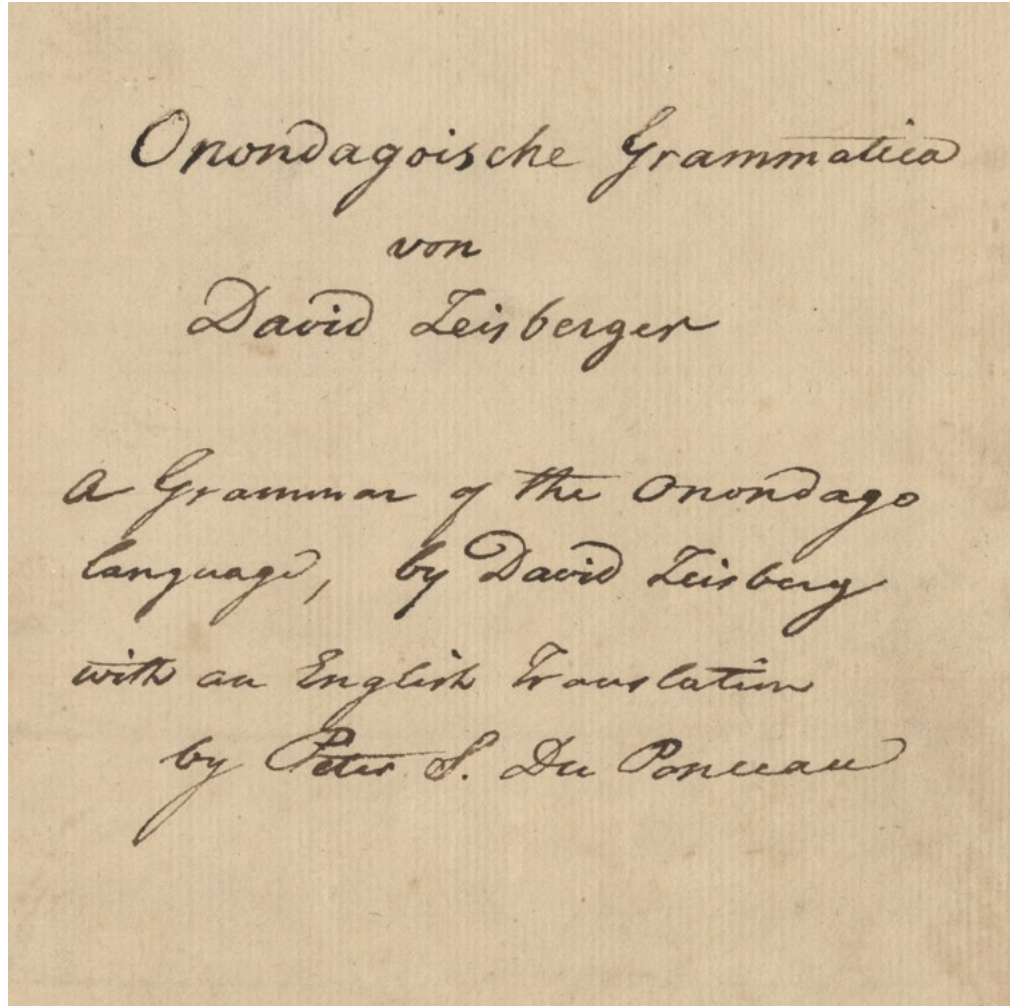 Onondagoische Grammatica
von
David Zeisberger
A Grammar of the Onondago
language, by David Zeisberg
with an English Translation
by Peter S. Du Ponceau